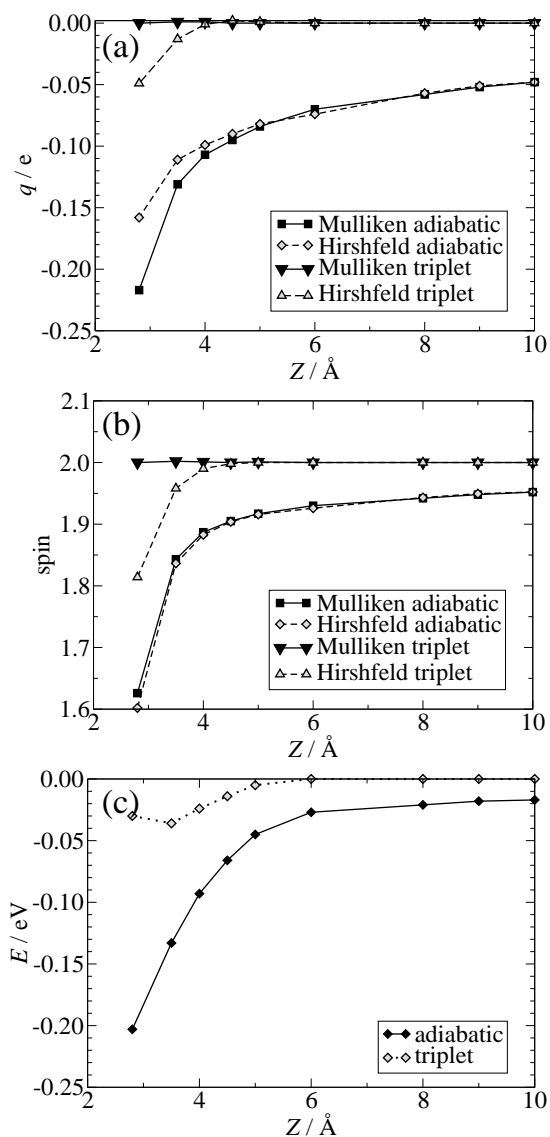 (a)
0.00
-0.05
-0.10
-0.15
-0.20
-0.25
q / e
Mulliken adiabatic
Hirshfeld adiabatic
Mulliken triplet
Hirshfeld triplet
2 4 6 8 10
Z / Å
(b)
2.1
2.0
1.9
1.8
1.7
1.6
spin
Mulliken adiabatic
Hirshfeld adiabatic
Mulliken triplet
Hirshfeld triplet
2 4 6 8 10
Z / Å
(c)
0.00
-0.05
-0.10
-0.15
-0.20
-0.25
E / eV
adiabatic
triplet
2 4 6 8 10
Z / Å